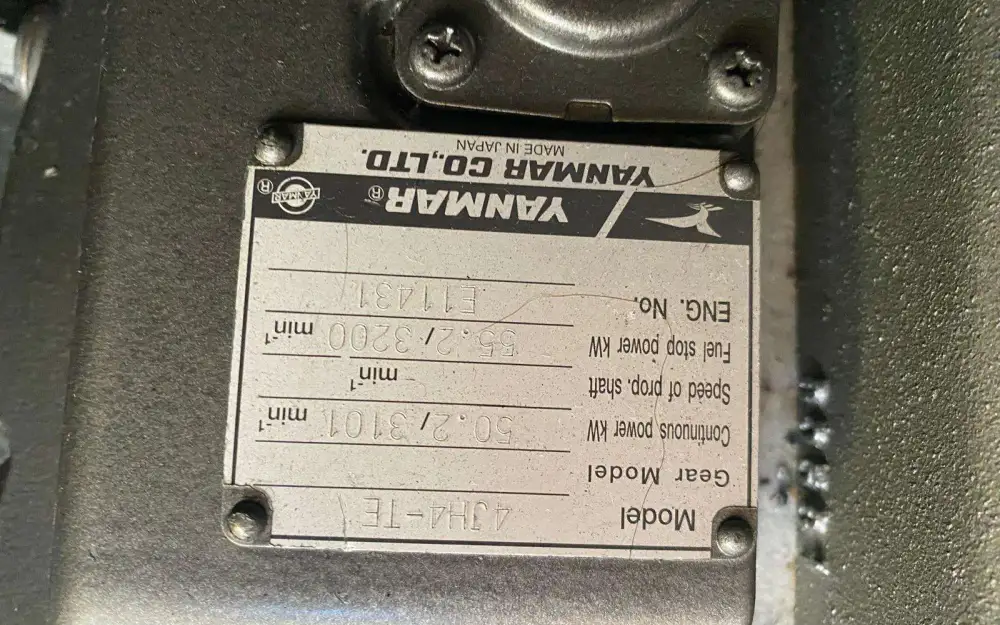 Model 4JH4-TE
Gear Model
Continuous power kW 50.2/3101 min-1
Speed of prop. shaft min-1
Fuel stop power kW 55.2/3200 min-1
ENG. No. E11431
YANMAR® YANMAR®
YANMAR CO.,LTD.
MADE IN JAPAN